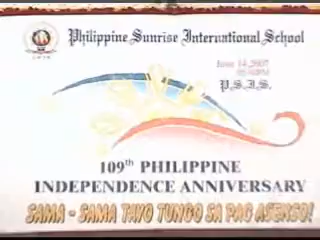 Philippine Sunrise International School
June 14, 2007
P.S.I.S.
109th PHILIPPINE
INDEPENDENCE ANNIVERSARY
SAMA - SAMA TAYO TUNGO SA PAG ASENSO!